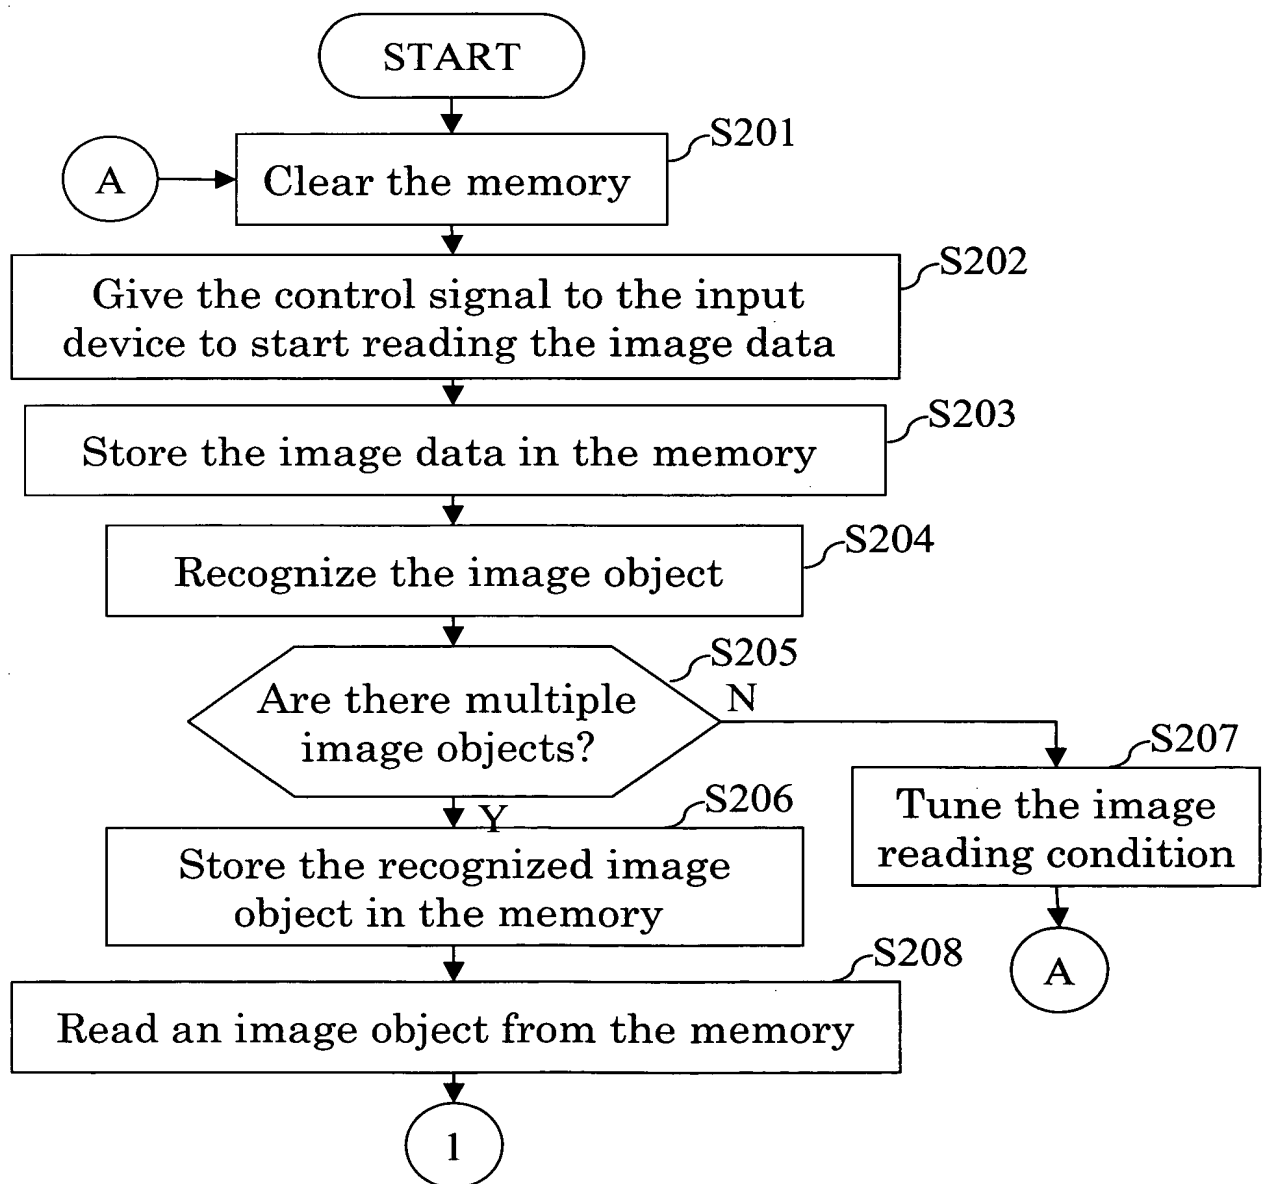 START
S201
A
Clear the memory
S202
Give the control signal to the input
device to start reading the image data
S203
Store the image data in the memory
S204
Recognize the image object
S205
Are there multiple
image objects?
N
S207
Tune the image
reading condition
A
Y
S206
Store the recognized image
object in the memory
S208
Read an image object from the memory
1